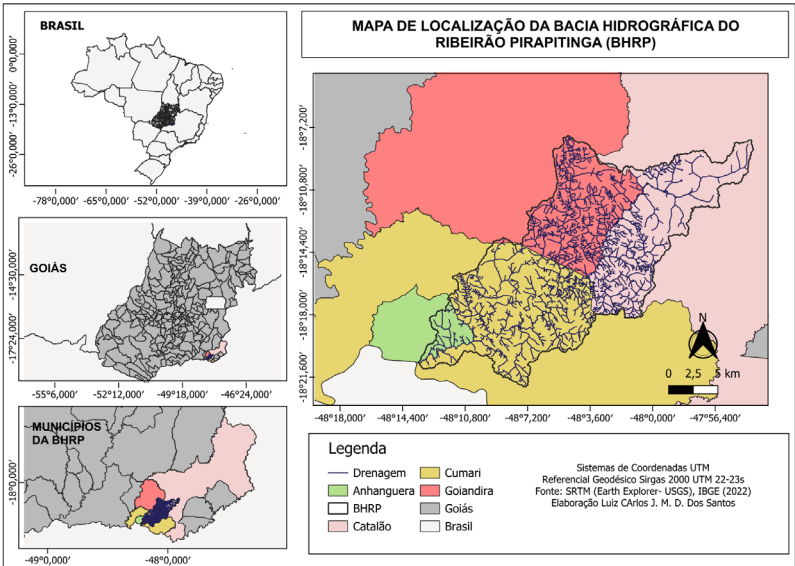 BRASIL
0°0,000′
-13°0,000′
-26°0,000′
-78°0,000′ -65°0,000′ -52°0,000′ -39°0,000′ -26°0,000′
GOIÁS
-14°30,000′
-17°24,000′
-55°6,000′ -52°12,000′ -49°18,000′ -46°24,000′
MUNICÍPIOS
DA BHRP
-18°0,000′
-49°0,000′ -48°0,000′
MAPA DE LOCALIZAÇÃO DA BACIA HIDROGRÁFICA DO
RIBEIRÃO PIRAPITINGA (BHRP)
-18°7,200′
-18°10,800′
-18°14,400′
-18°18,000′
-18°21,600′
N
0 2,5 5 km
-48°18,000′ -48°14,400′ -48°10,800′ -48°7,200′ -48°3,600′ -48°0,000′ -47°56,400′
Legenda
Drenagem
Anhanguera
BHRP
Catalão
Cumari
Goiandira
Goiás
Brasil
Sistemas de Coordenadas UTM
Referencial Geodésico Sirgas 2000 UTM 22-23s
Fonte: SRTM (Earth Explorer- USGS), IBGE (2022)
Elaboração Luiz CArlos J. M. D. Dos Santos